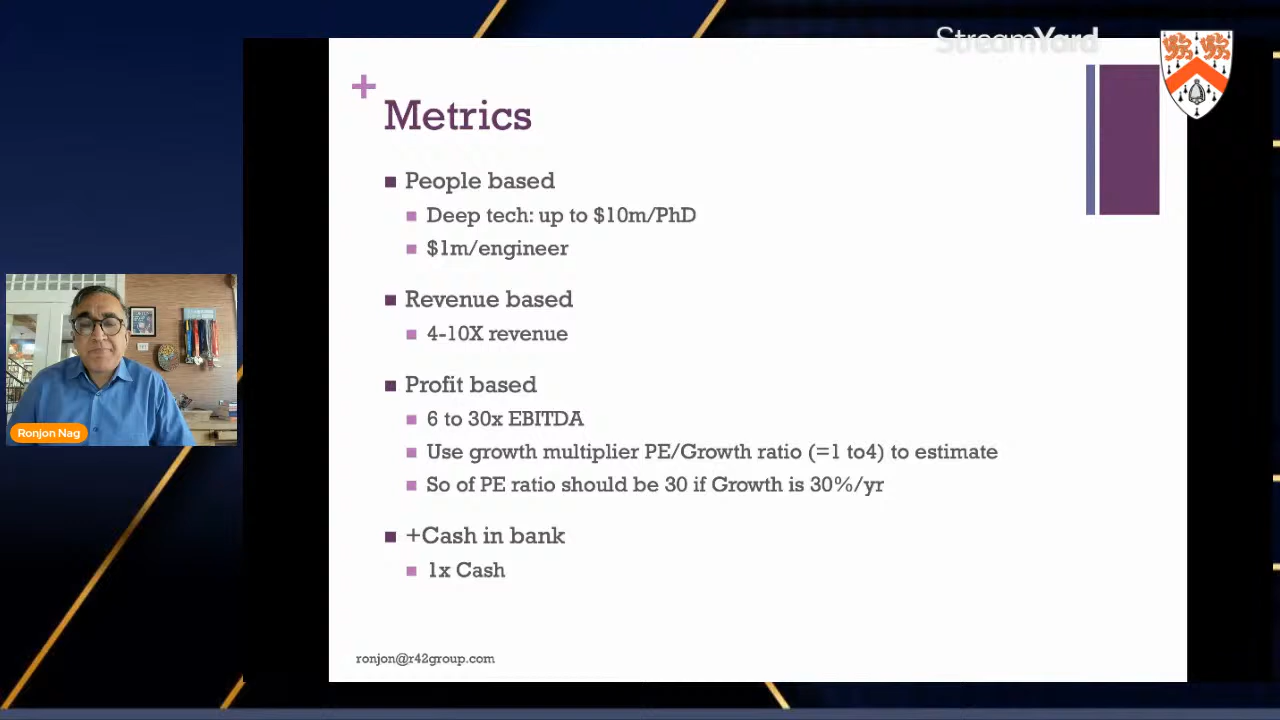 StreamYard
+
Metrics
People based
Deep tech: up to $10m/PhD
$1m/engineer
Revenue based
4-10X revenue
Profit based
6 to 30x EBITDA
Use growth multiplier PE/Growth ratio (=1 to4) to estimate
So of PE ratio should be 30 if Growth is 30%/yr
+Cash in bank
1x Cash
ronjon@r42group.com
Ronjon Nag